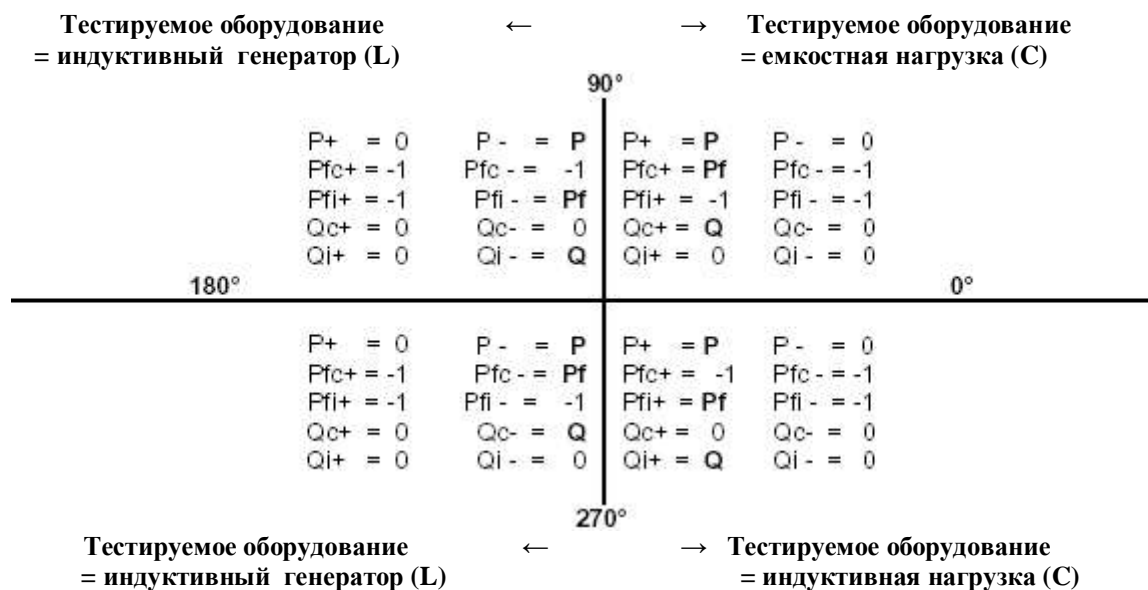 Тестируемое оборудование ← → Тестируемое оборудование
= индуктивный генератор (L) = емкостная нагрузка (C)
90°
P+ = 0 P - = P P+ = P P - = 0
Pfc+ = -1 Pfc - = -1 Pfc+ = Pf Pfc - = -1
Pfi+ = -1 Pfi - = Pf Pfi+ = -1 Pfi - = -1
Qc+ = 0 Qc- = 0 Qc+ = Q Qc- = 0
Qi+ = 0 Qi - = Q Qi+ = 0 Qi - = 0
180° 0°
P+ = 0 P - = P P+ = P P - = 0
Pfc+ = -1 Pfc - = Pf Pfc+ = -1 Pfc - = -1
Pfi+ = -1 Pfi - = -1 Pfi+ = Pf Pfi - = -1
Qc+ = 0 Qc- = Q Qc+ = 0 Qc- = 0
Qi+ = 0 Qi - = 0 Qi+ = Q Qi - = 0
270°
Тестируемое оборудование ← → Тестируемое оборудование
= индуктивный генератор (L) = индуктивная нагрузка (C)